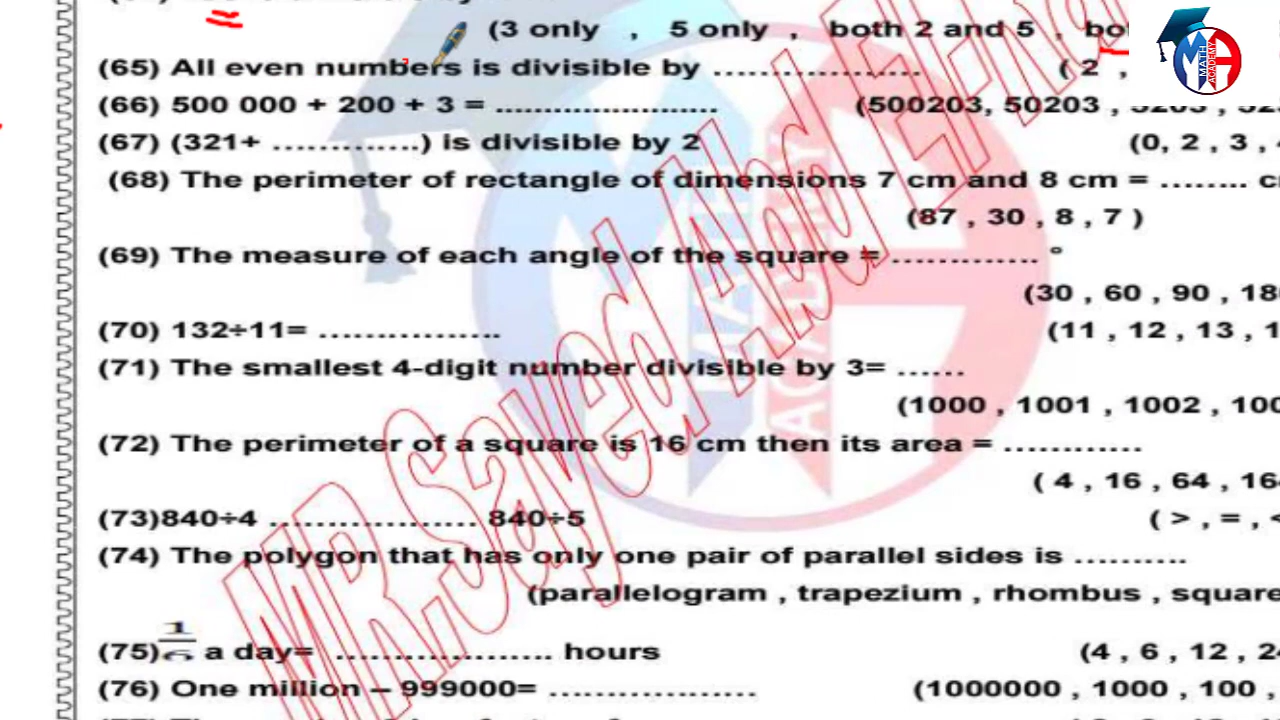 (3 only , 5 only , both 2 and 5 ,
MATH ACADEMY
(65) All even numbers is divisible by .................... ( 2 ,
(66) 500 000 + 200 + 3 = ....................... (500203, 50203 ,
(67) (321+ ..............) is divisible by 2 (0, 2 , 3 ,
(68) The perimeter of rectangle of dimensions 7 cm and 8 cm = ........
(87 , 30 , 8 , 7 )
(69) The measure of each angle of the square = ............. °
(30 , 60 , 90 ,
(70) 132÷11= ................ (11 , 12 , 13 ,
(71) The smallest 4-digit number divisible by 3= ......
(1000 , 1001 , 1002 ,
(72) The perimeter of a square is 16 cm then its area = ............
( 4 , 16 , 64 ,
(73)840÷4 .................. 840÷5 ( > , = ,
(74) The polygon that has only one pair of parallel sides is ..........
(parallelogram , trapezium , rhombus , square
(75) a day= ................... hours (4 , 6 , 12 ,
(76) One million – 999000= .................. (1000000 , 1000 , 100 ,
MR.Sayed Abd
MATH ACADEMY